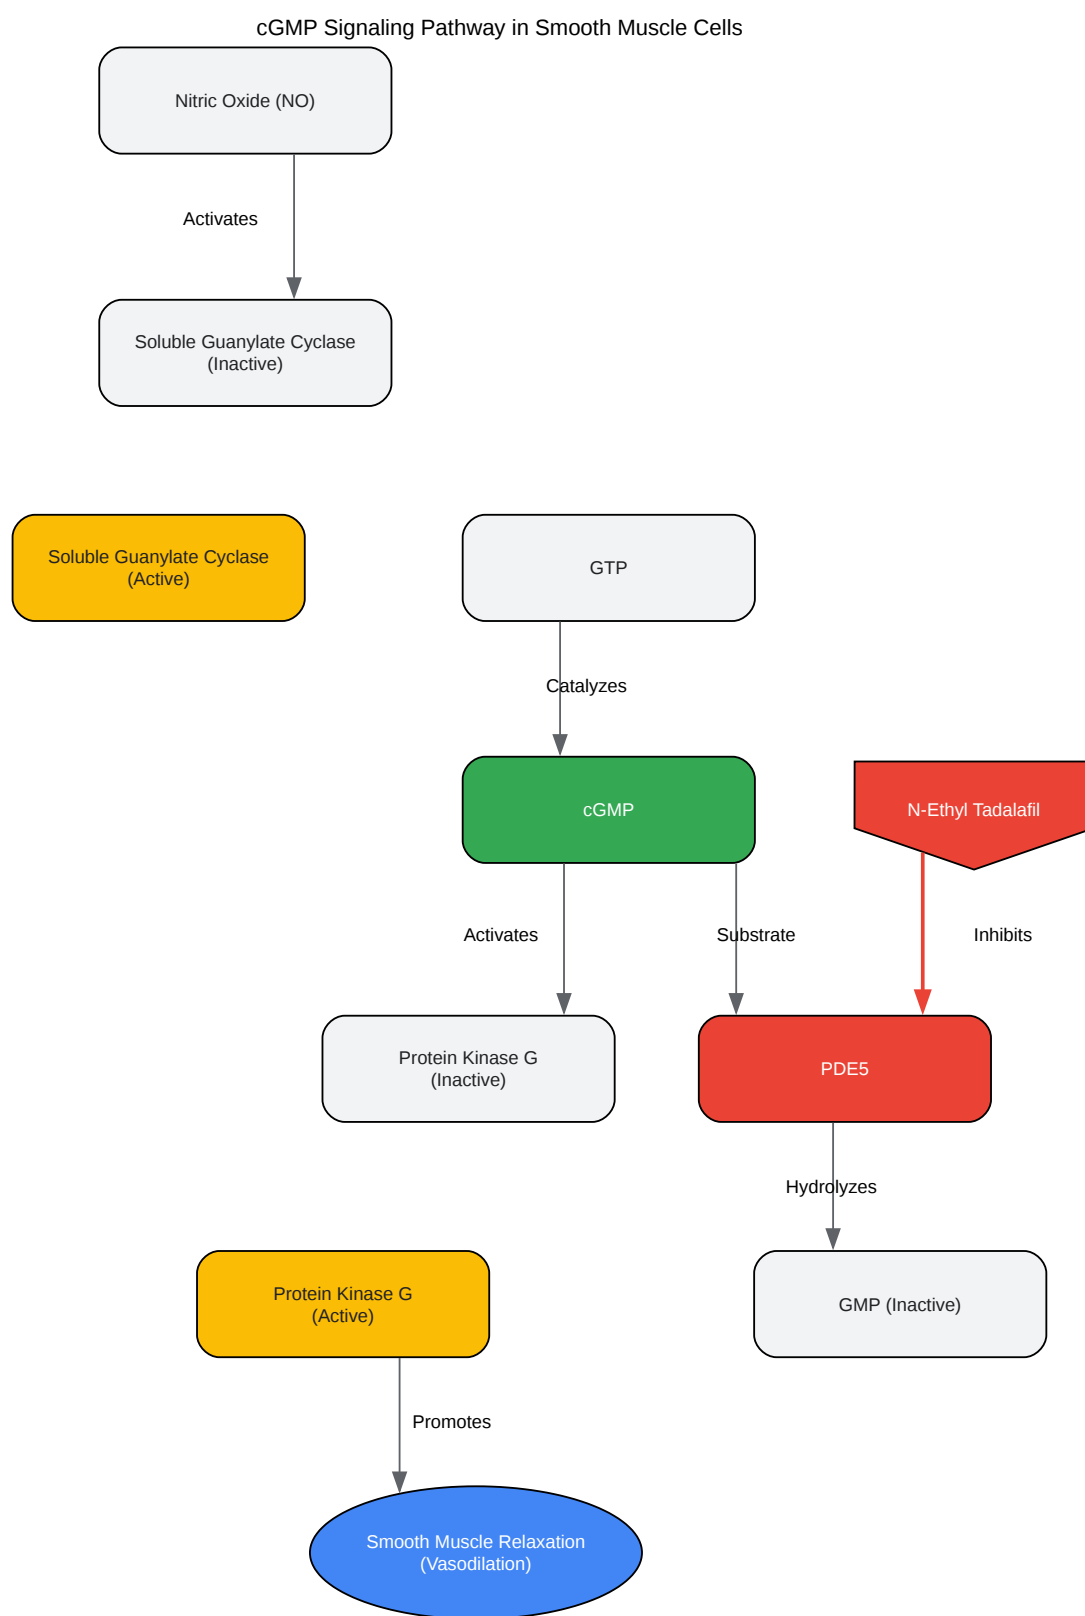 cGMP Signaling Pathway in Smooth Muscle Cells
Nitric Oxide (NO)
Activates
Soluble Guanylate Cyclase
(Inactive)
Soluble Guanylate Cyclase
(Active)
GTP
Catalyzes
cGMP
N-Ethyl Tadalafil
Activates
Substrate
Inhibits
Protein Kinase G
(Inactive)
PDE5
Hydrolyzes
Protein Kinase G
(Active)
GMP (Inactive)
Promotes
Smooth Muscle Relaxation
(Vasodilation)